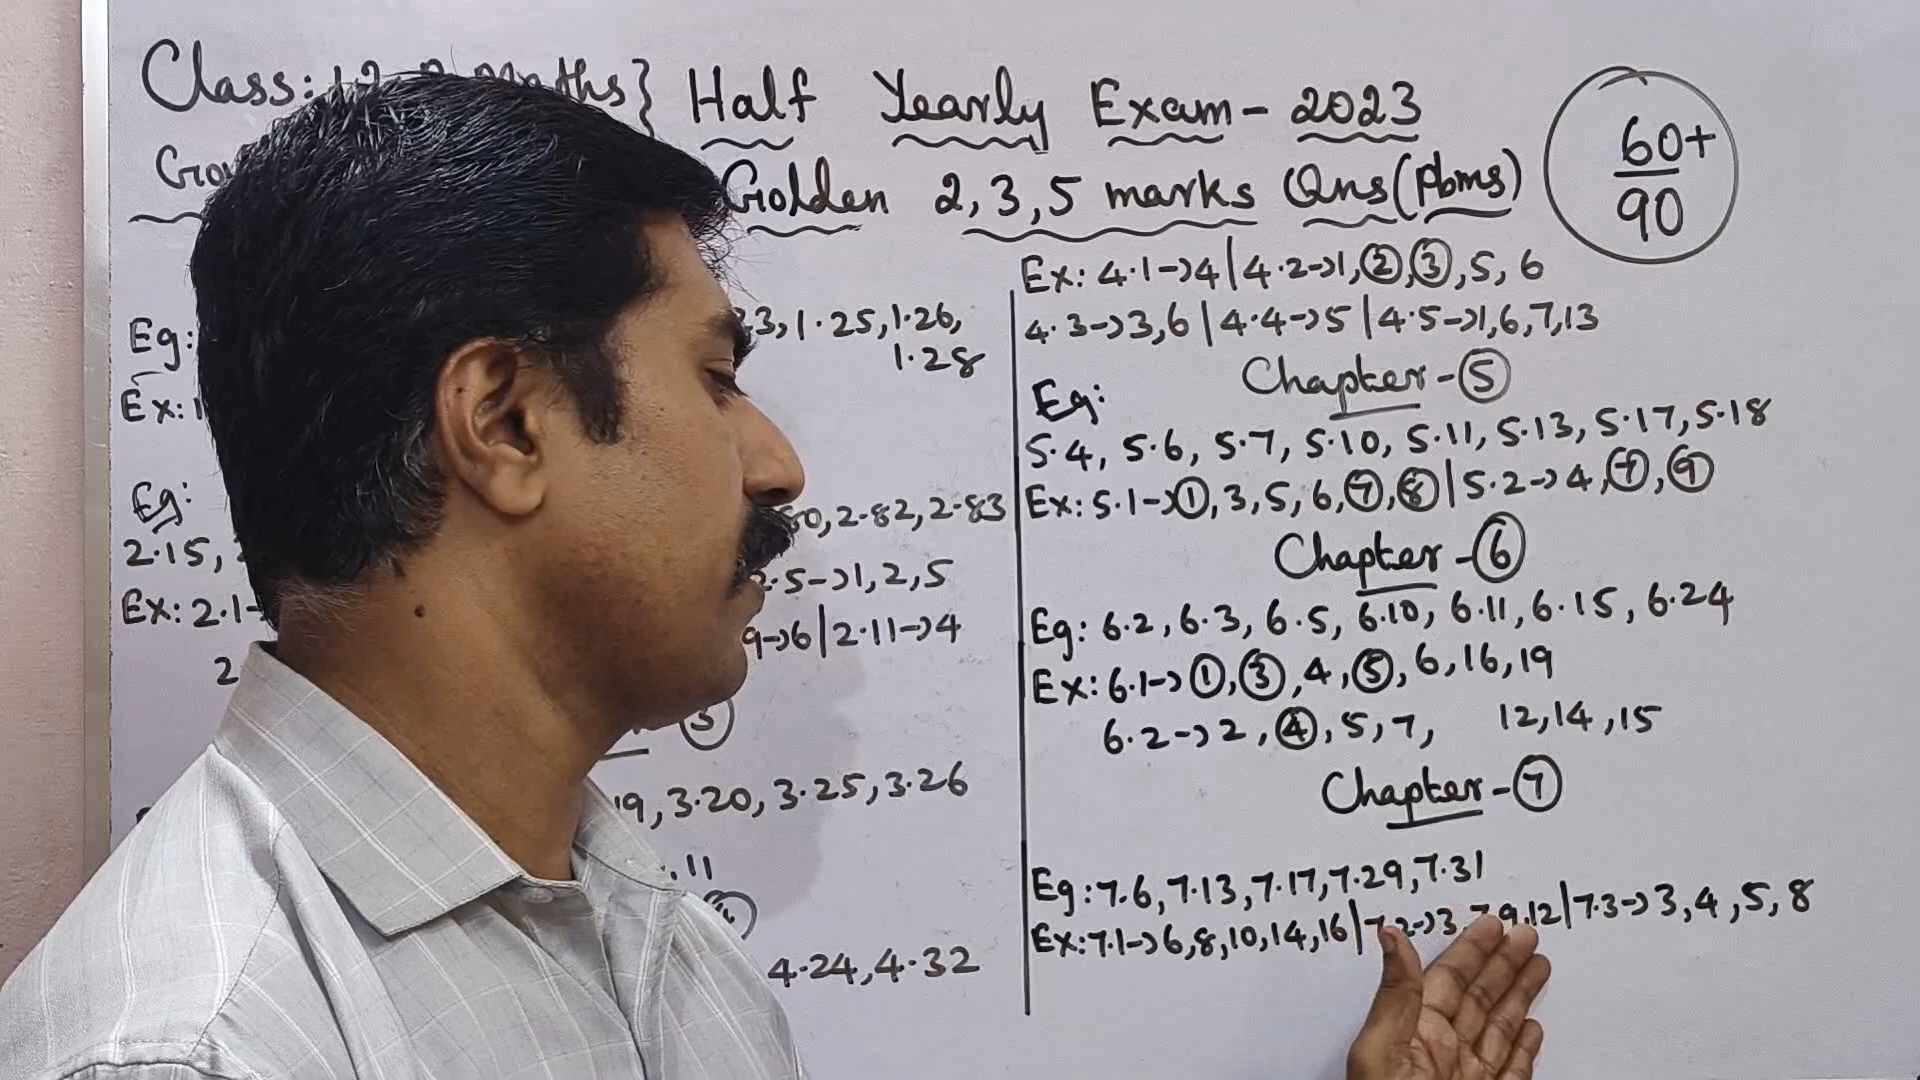 Class: 12 Maths} Half Yearly Exam - 2023
Golden 2, 3, 5 marks Qns (Pbms)
60+
90
Eg: 1.25, 1.26,
1.28
Ex:
Eg:
2.15, 2.82, 2.83
Ex: 2.1 2.5→1, 2, 5
9→6 | 2.11→4
2
3
19, 3.20, 3.25, 3.26
, 11
4.24, 4.32
Ex: 4.1→4 | 4.2→1, ②, ③, 5, 6
4.3→3, 6 | 4.4→5 | 4.5→1, 6, 7, 13
Chapter - ⑤
Eg:
5.4, 5.6, 5.7, 5.10, 5.11, 5.13, 5.17, 5.18
Ex: 5.1→①, 3, 5, 6, ⑦, ⑧ | 5.2→4, ⑦, ⑨
Chapter - ⑥
Eg: 6.2, 6.3, 6.5, 6.10, 6.11, 6.15, 6.24
Ex: 6.1→①, ③, 4, ⑤, 6, 16, 19
6.2→2, ④, 5, 7, 12, 14, 15
Chapter - ⑦
Eg: 7.6, 7.13, 7.17, 7.29, 7.31
Ex: 7.1→6, 8, 10, 14, 16 | 7.2→3, 9, 12 | 7.3→3, 4, 5, 8